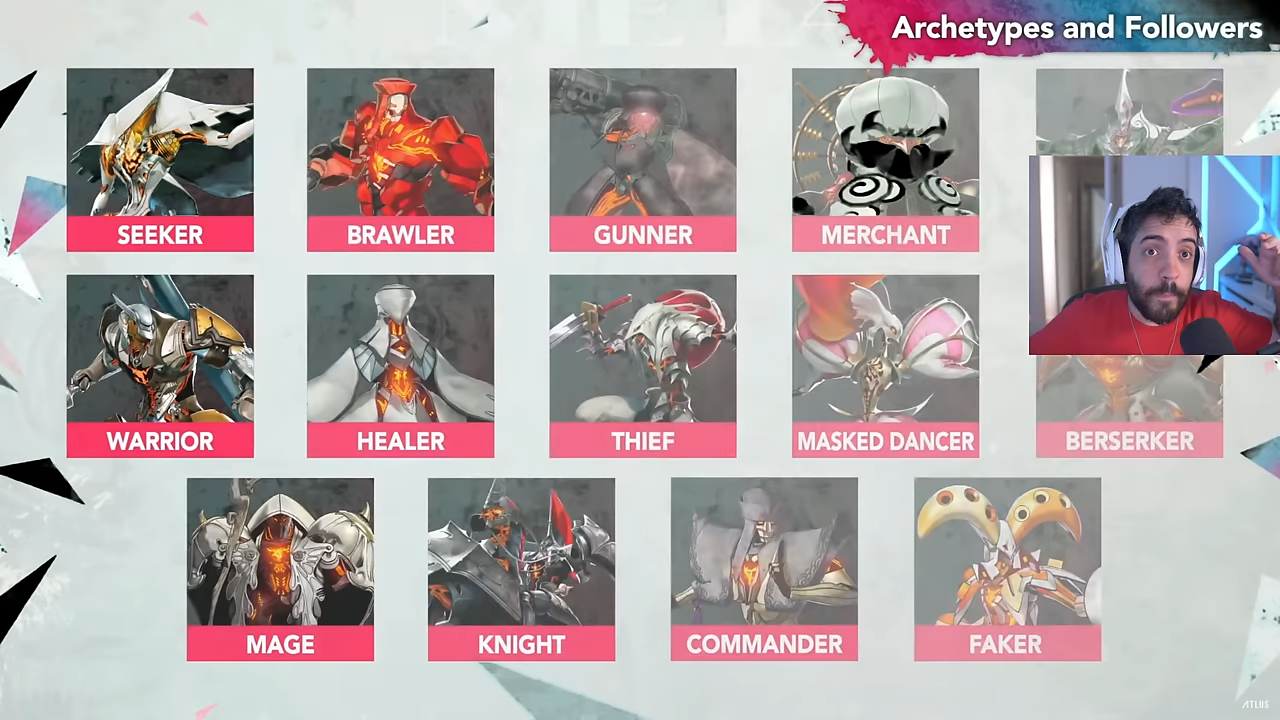 Archetypes and Followers
SEEKER
BRAWLER
GUNNER
MERCHANT
WARRIOR
HEALER
THIEF
MASKED DANCER
BERSERKER
MAGE
KNIGHT
COMMANDER
FAKER
ATLUS